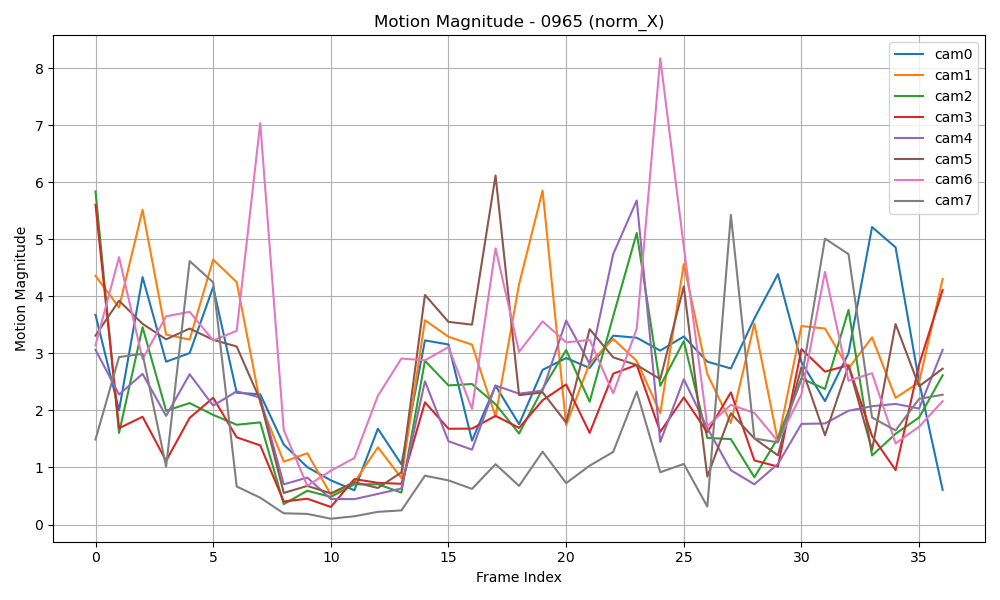 Motion Magnitude - 0965 (norm_X)
Motion Magnitude
8
7
6
5
4
3
2
1
0
cam0
cam1
cam2
cam3
cam4
cam5
cam6
cam7
0 5 10 15 20 25 30 35
Frame Index